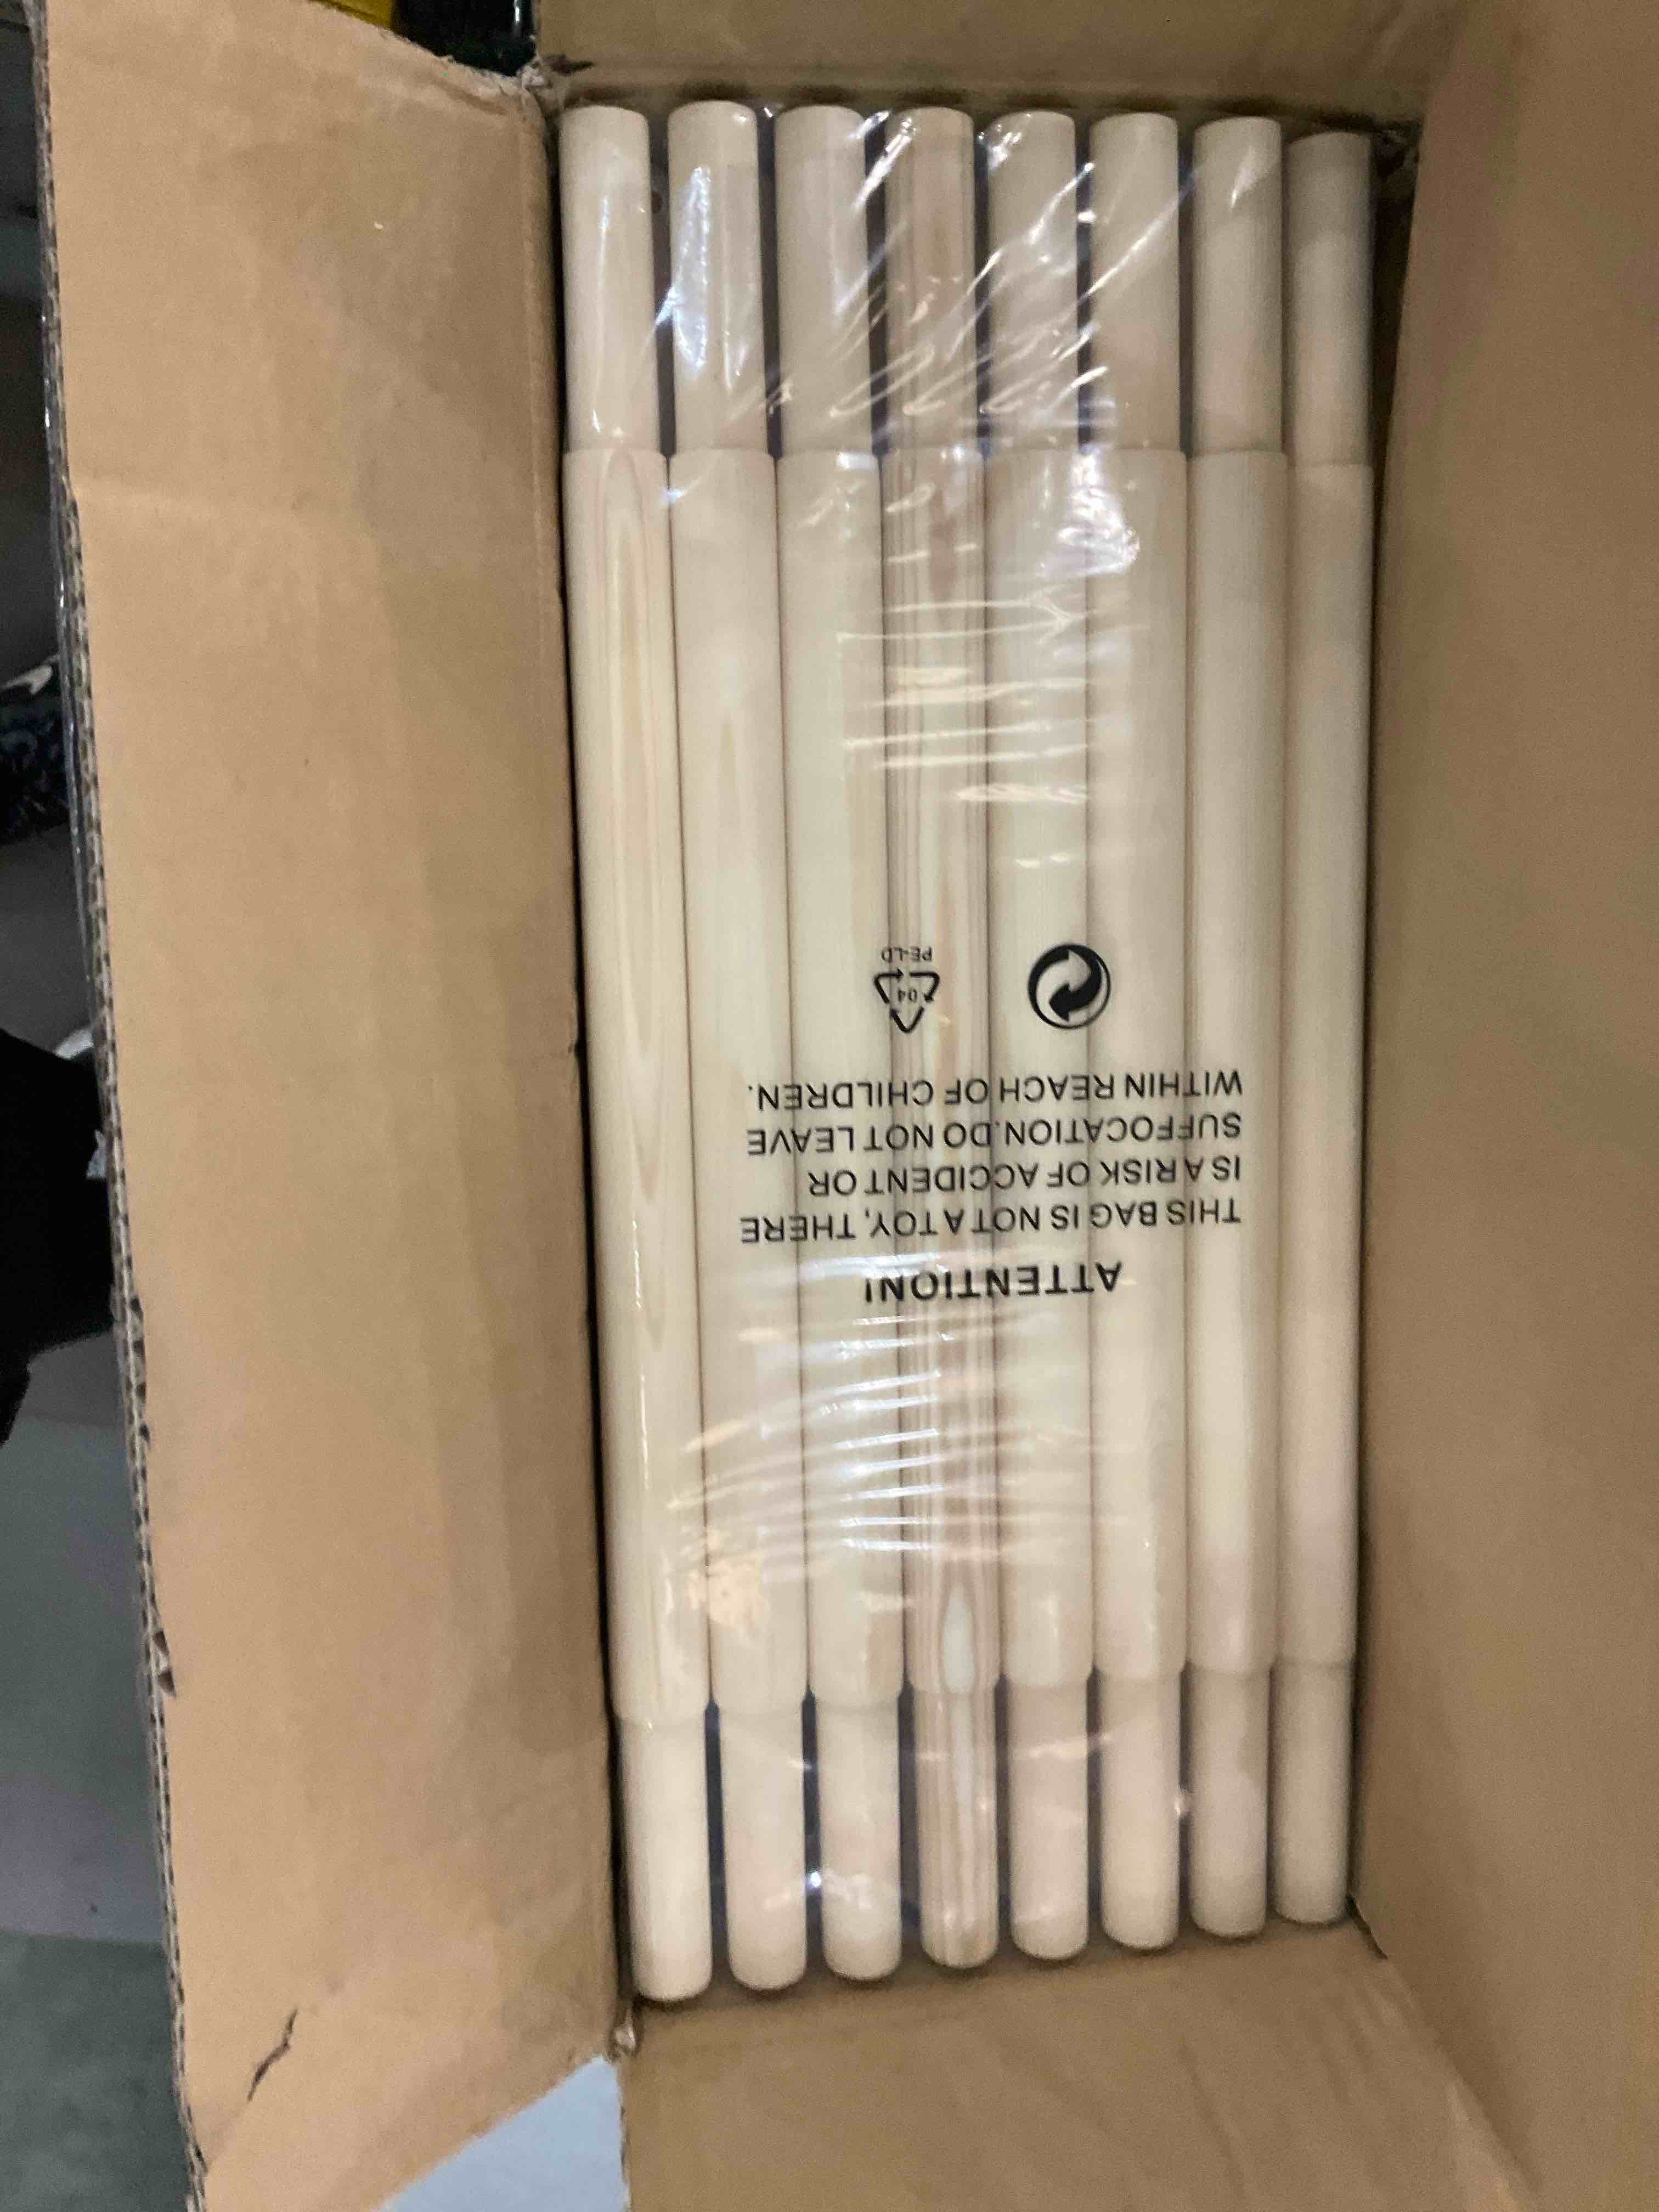 ATTENTION!
THIS BAG IS NOT A TOY, THERE
IS A RISK OF ACCIDENT OR
SUFFOCATION.DO NOT LEAVE
WITHIN REACH OF CHILDREN.
04
PE-LD